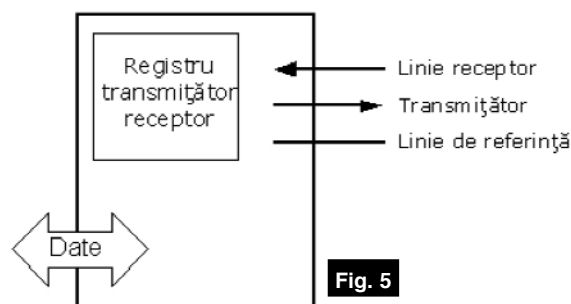 Registru
transmiţător
receptor
Linie receptor
Transmiţător
Linie de referinţă
Date
Fig. 5